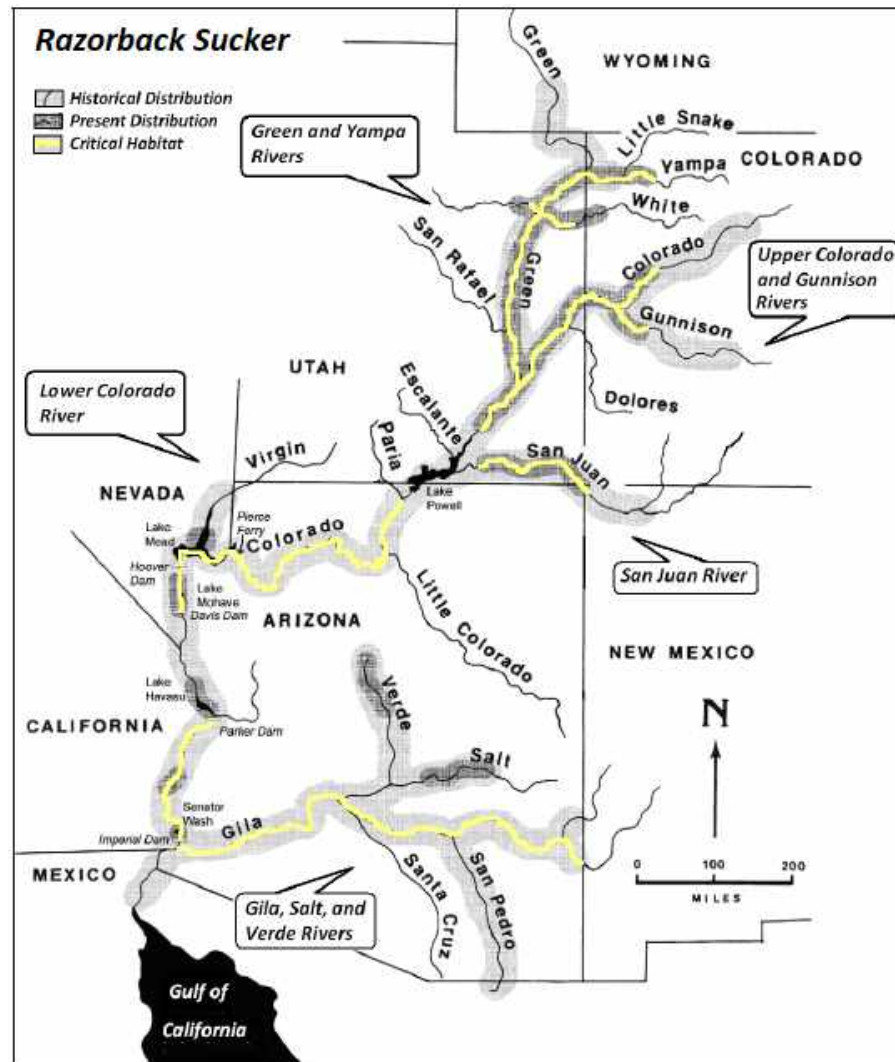 Razorback Sucker
Historical Distribution
Present Distribution
Critical Habitat
Green
WYOMING
Green and Yampa
Rivers
Little Snake
Yampa
COLORADO
White
San Rafael
Green
Colorado
Upper Colorado
and Gunnison
Rivers
Gunnison
UTAH
Escalante
Dolores
Lower Colorado
River
Virgin
Paria
San Juan
NEVADA
Lake
Powell
Pierce
Ferry
Lake
Mead
Colorado
Hoover
Dam
San Juan River
Lake
Mohave
Davis Dam
ARIZONA
Little Colorado
NEW MEXICO
Lake
Havasu
Verde
N
CALIFORNIA
Parker Dam
Salt
Senator
Wash
Imperial Dam
Gila
MEXICO
Santa Cruz
San Pedro
0 100 200
MILES
Gila, Salt, and
Verde Rivers
Gulf of
California